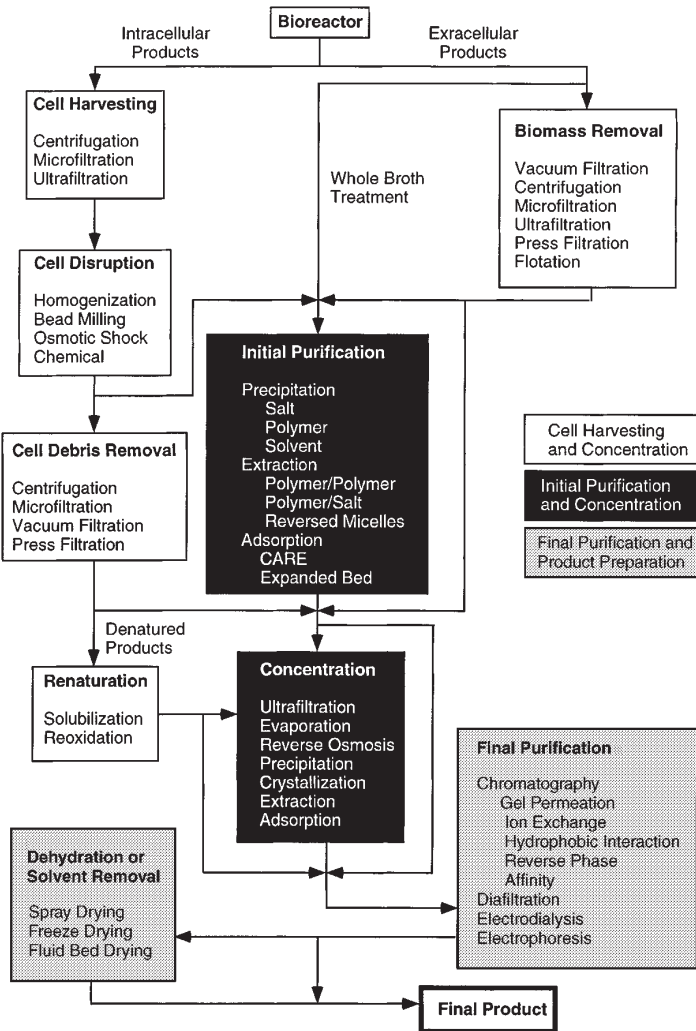 Bioreactor
Intracellular
Products
Extracellular
Products
Cell Harvesting
Centrifugation
Microfiltration
Ultrafiltration
Biomass Removal
Vacuum Filtration
Centrifugation
Microfiltration
Ultrafiltration
Press Filtration
Flotation
Whole Broth
Treatment
Cell Disruption
Homogenization
Bead Milling
Osmotic Shock
Chemical
Initial Purification
Precipitation
Salt
Polymer
Solvent
Extraction
Polymer/Polymer
Polymer/Salt
Reversed Micelles
Adsorption
CARE
Expanded Bed
Cell Debris Removal
Centrifugation
Microfiltration
Vacuum Filtration
Press Filtration
Cell Harvesting
and Concentration
Initial Purification
and Concentration
Final Purification and
Product Preparation
Denatured
Products
Renaturation
Solubilization
Reoxidation
Concentration
Ultrafiltration
Evaporation
Reverse Osmosis
Precipitation
Crystallization
Extraction
Adsorption
Final Purification
Chromatography
Gel Permeation
Ion Exchange
Hydrophobic Interaction
Reverse Phase
Affinity
Diafiltration
Electrodialysis
Electrophoresis
Dehydration or
Solvent Removal
Spray Drying
Freeze Drying
Fluid Bed Drying
Final Product